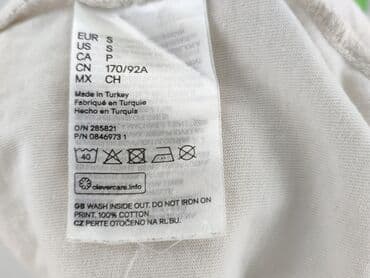 EUR S
US S
CA P
CN 170/92A
MX CH
Made in Turkey
Fabriqué en Turquie
Hecho en Turquía
O/N 285821
P/N 0846973 1
40
clevercare.info
GB WASH INSIDE OUT. DO NOT IRON ON
PRINT. 100% COTTON.
CZ PERTE OTOČENO NA RUBU.